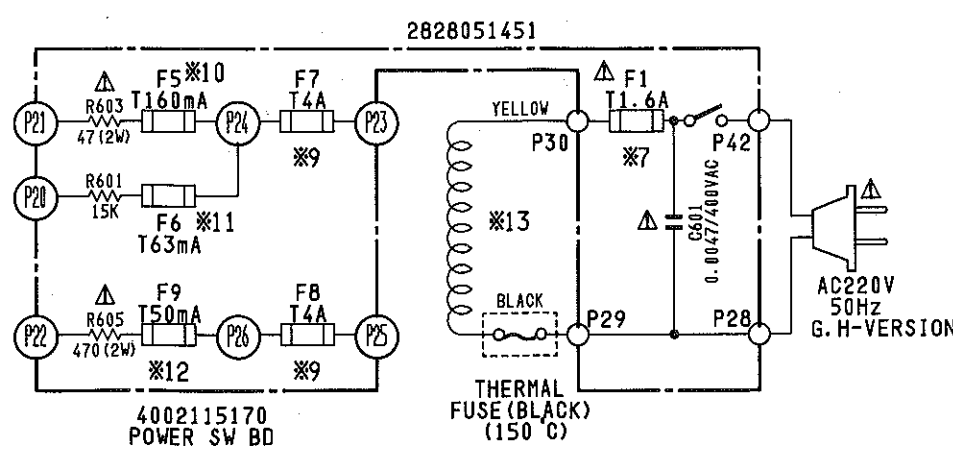 2828051451
F5 ※10
T160mA
R603
47(2W)
P21
P24
F7
T4A
※9
P23
P20
R601
15K
F6 ※11
T63mA
P22
R605
470(2W)
F9
T50mA
※12
P26
F8
T4A
※9
P25
4002115170
POWER SW BD
YELLOW
P30
※13
BLACK
P29
THERMAL
FUSE(BLACK)
(150°C)
F1
T1.6A
※7
P42
C601
0.0047/400VAC
P28
AC220V
50Hz
G.H-VERSION